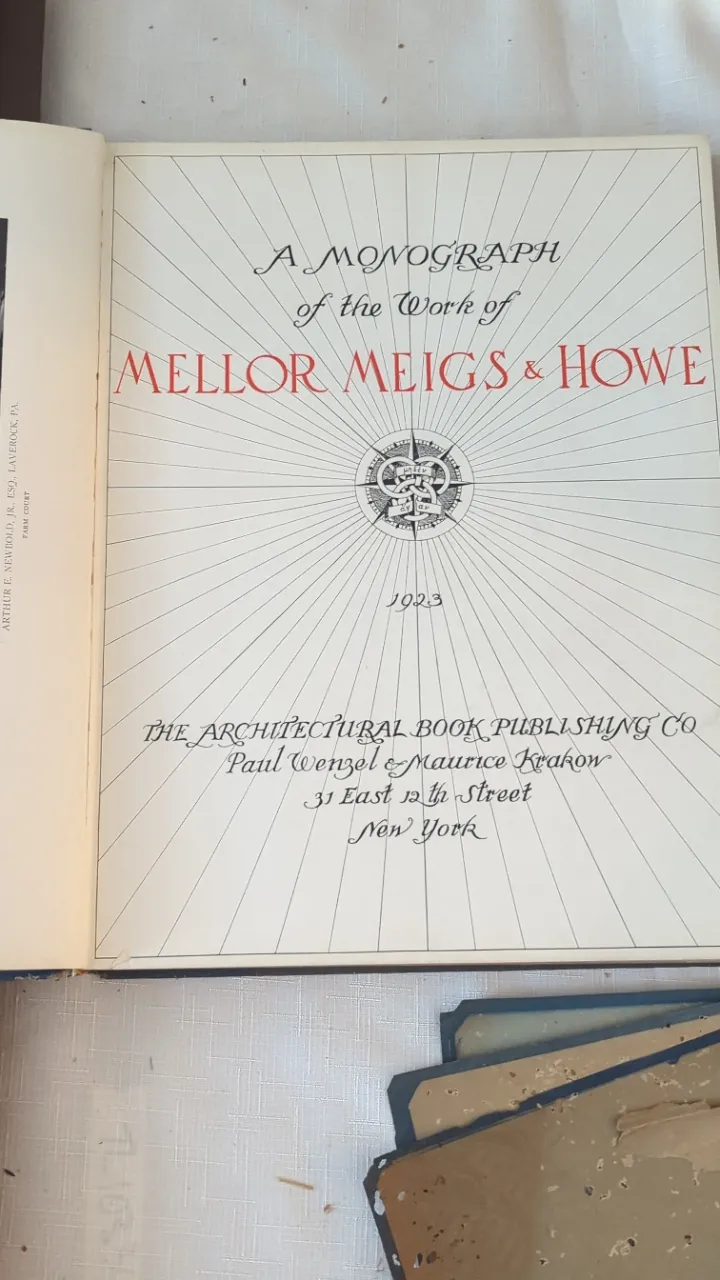 ARTHUR E. NEWBOLD, JR., ESQ., LAVEROCK, PA.
FARM COURT
A MONOGRAPH
of the Work of
MELLOR MEIGS & HOWE
1923
THE ARCHITECTURAL BOOK PUBLISHING CO
Paul Wenzel & Maurice Krakow
31 East 12th Street
New York